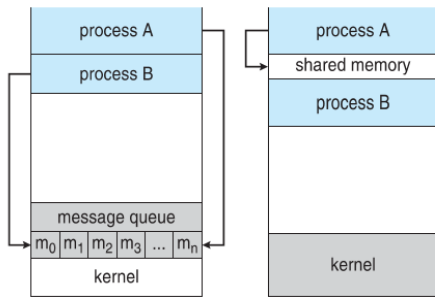 process A
process B
message queue
m0 m1 m2 m3 ... mn
kernel
process A
shared memory
process B
kernel